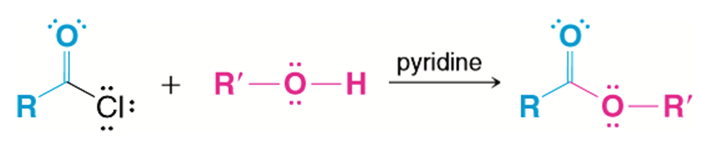 O O
pyridine
R Cl: + R′—O—H R O—R′